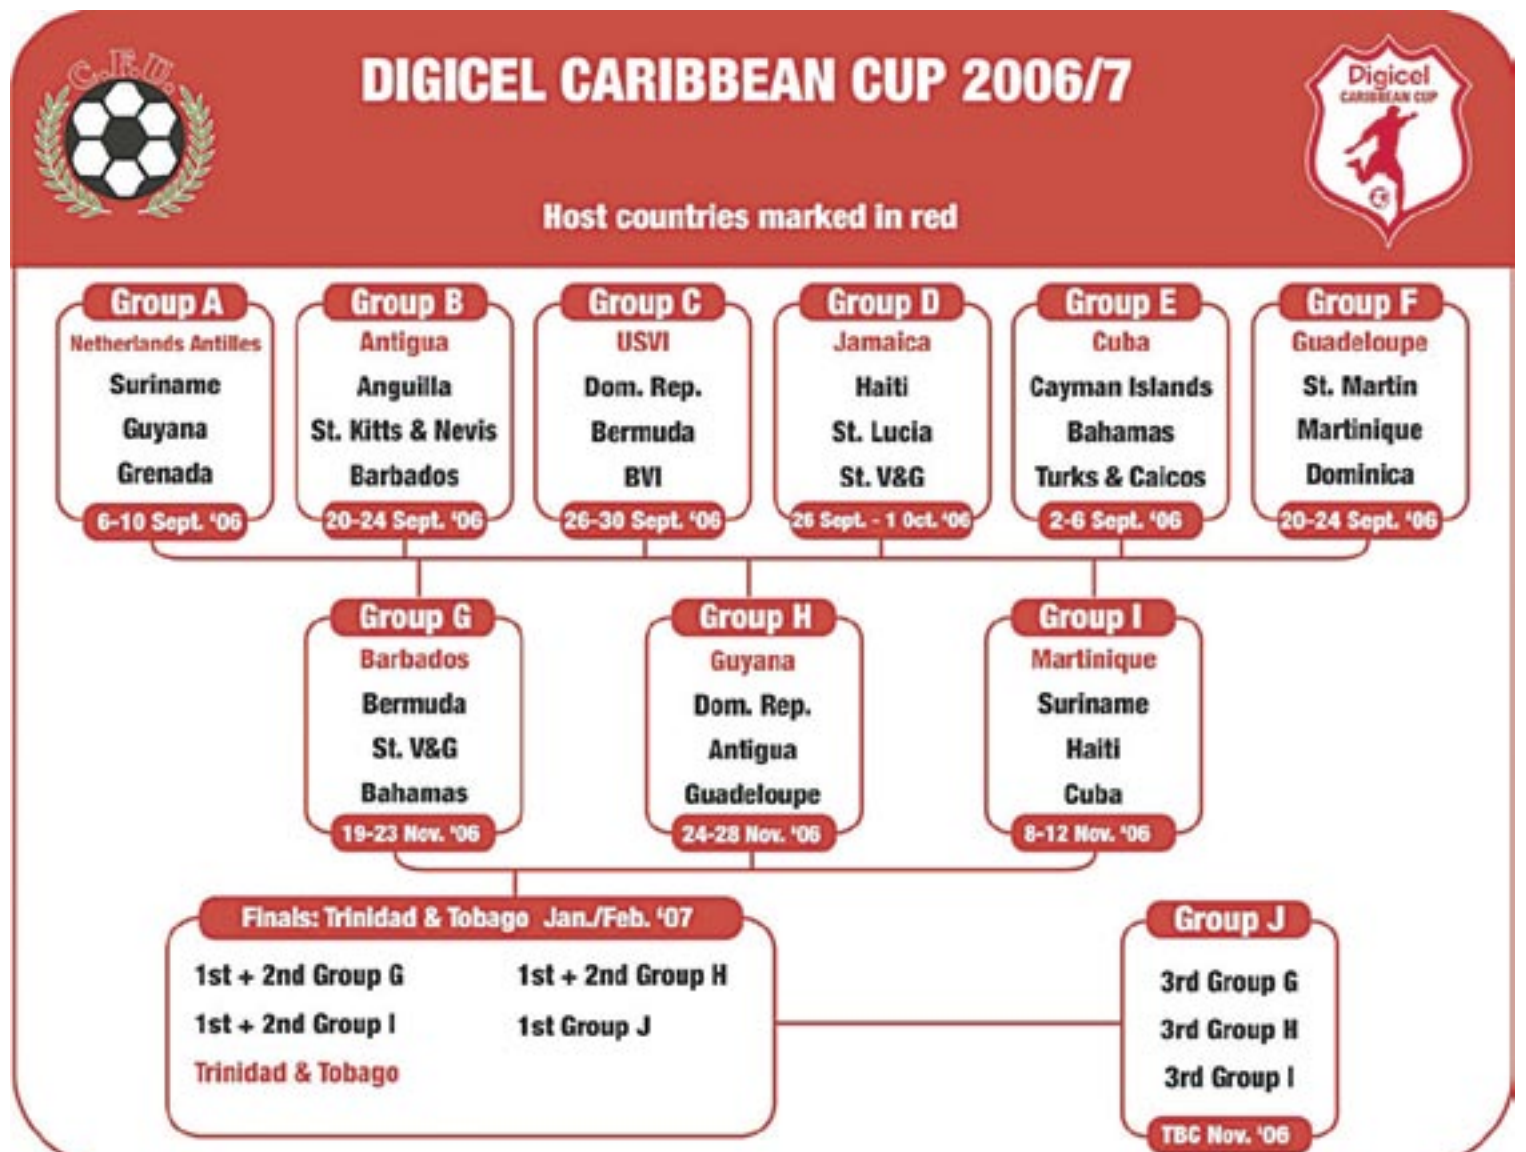 C.F.U.
DIGICEL CARIBBEAN CUP 2006/7
Digicel
CARIBBEAN CUP
Host countries marked in red
Group A
Netherlands Antilles
Suriname
Guyana
Grenada
6-10 Sept. '06
Group B
Antigua
Anguilla
St. Kitts & Nevis
Barbados
20-24 Sept. '06
Group C
USVI
Dom. Rep.
Bermuda
BVI
26-30 Sept. '06
Group D
Jamaica
Haiti
St. Lucia
St. V&G
26 Sept. - 1 Oct. '06
Group E
Cuba
Cayman Islands
Bahamas
Turks & Caicos
2-6 Sept. '06
Group F
Guadeloupe
St. Martin
Martinique
Dominica
20-24 Sept. '06
Group G
Barbados
Bermuda
St. V&G
Bahamas
19-23 Nov. '06
Group H
Guyana
Dom. Rep.
Antigua
Guadeloupe
24-28 Nov. '06
Group I
Martinique
Suriname
Haiti
Cuba
8-12 Nov. '06
Finals: Trinidad & Tobago Jan./Feb. '07
1st + 2nd Group G
1st + 2nd Group H
1st + 2nd Group I
1st Group J
Trinidad & Tobago
Group J
3rd Group G
3rd Group H
3rd Group I
TBC Nov. '06